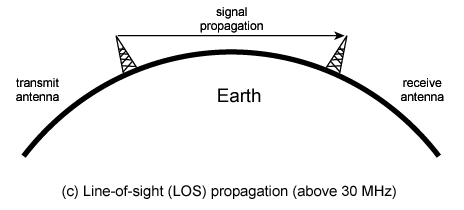 signal
propagation
transmit
antenna
receive
antenna
Earth
(c) Line-of-sight (LOS) propagation (above 30 MHz)